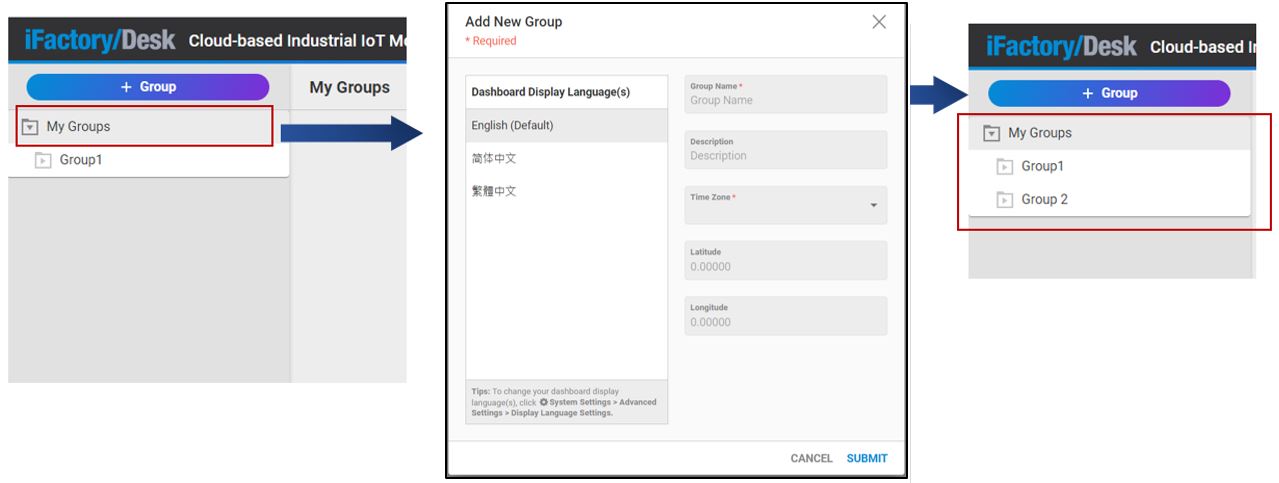 iFactory/Desk Cloud-based Industrial IoT Mo
+ Group
My Groups
My Groups
Group1
Add New Group
* Required
Dashboard Display Language(s)
English (Default)
简体中文
繁體中文
Tips: To change your dashboard display
language(s), click System Settings > Advanced
Settings > Display Language Settings.
Group Name *
Group Name
Description
Description
Time Zone *
Latitude
0.00000
Longitude
0.00000
CANCEL SUBMIT
iFactory/Desk Cloud-based I
+ Group
My Groups
Group1
Group 2